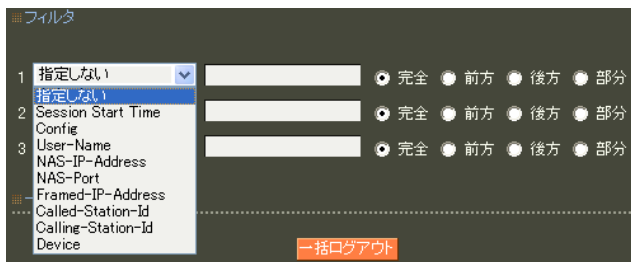 フィルタ
1 指定しない 完全 前方 後方 部分
指定しない
2 Session Start Time 完全 前方 後方 部分
Config
3 User-Name 完全 前方 後方 部分
NAS-IP-Address
NAS-Port
Framed-IP-Address
Called-Station-Id
Calling-Station-Id
Device
一括ログアウト